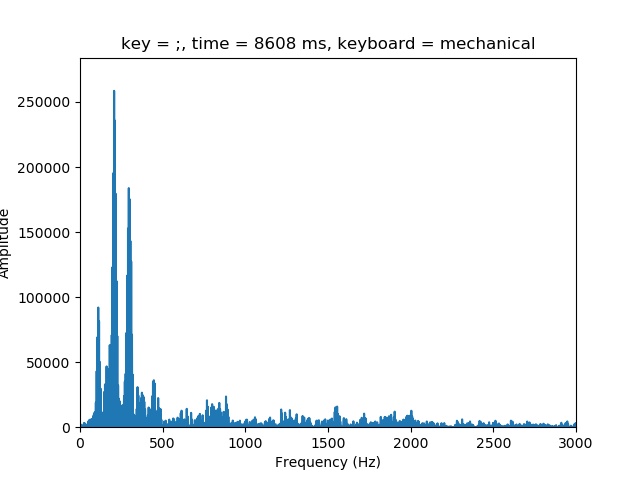 key = ;, time = 8608 ms, keyboard = mechanical
250000
200000
150000
100000
50000
0
Amplitude
0 500 1000 1500 2000 2500 3000
Frequency (Hz)